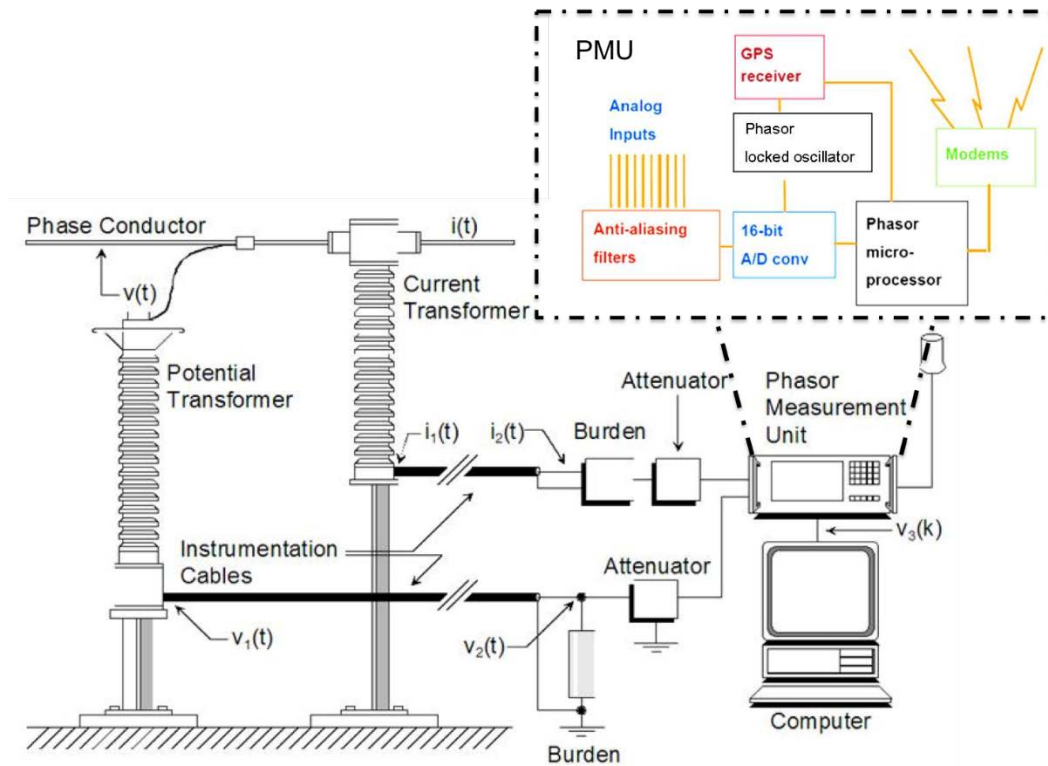 PMU
GPS
receiver
Analog
Inputs
Phasor
locked oscillator
Modems
Anti-aliasing
filters
16-bit
A/D conv
Phasor
micro-
processor
Phase Conductor
i(t)
v(t)
Current
Transformer
Potential
Transformer
Attenuator
Phasor
Measurement
Unit
i₁(t)
i₂(t)
Burden
v₃(k)
Instrumentation
Cables
Attenuator
v₁(t)
v₂(t)
Computer
Burden